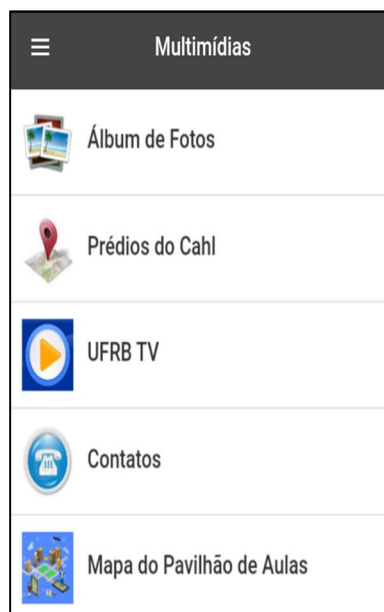 Multimídias
Álbum de Fotos
Prédios do Cahl
UFRB TV
Contatos
Mapa do Pavilhão de Aulas